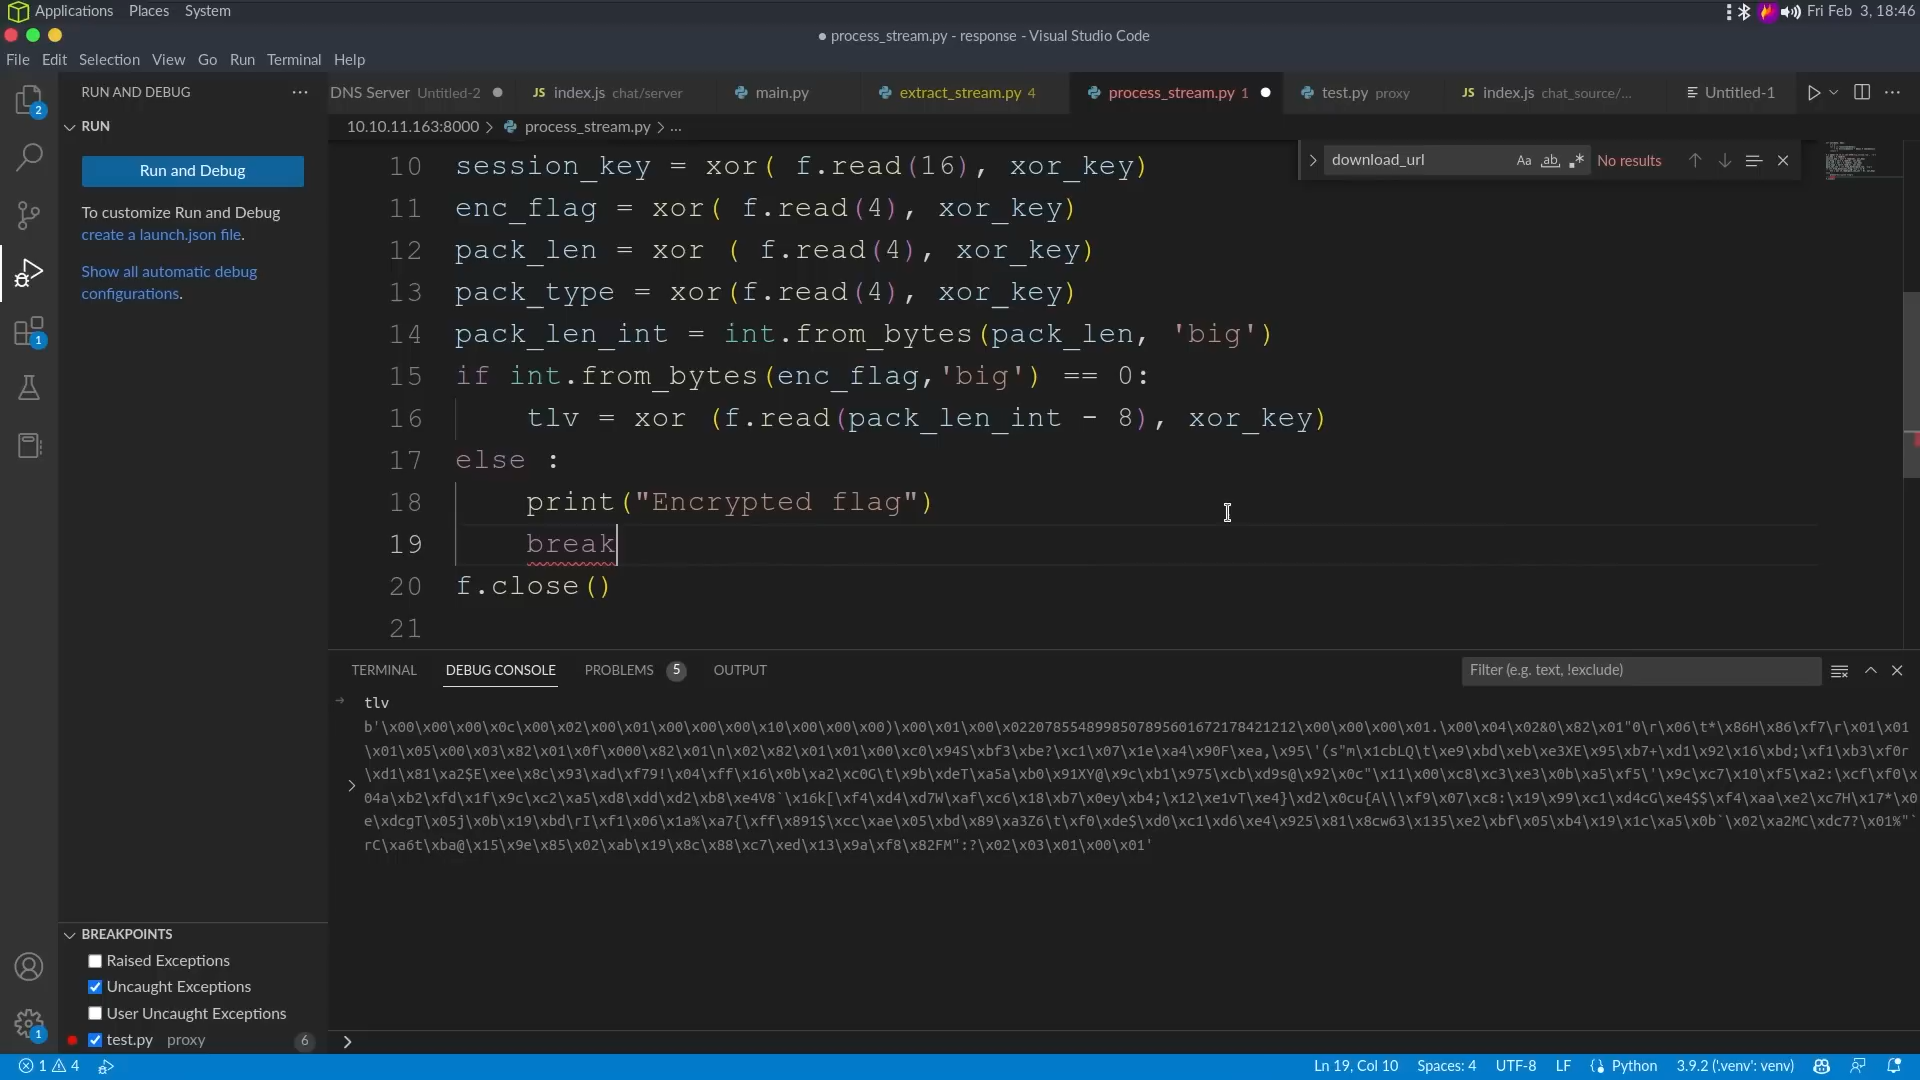 Applications Places System
Fri Feb 3, 18:46
● process_stream.py - response - Visual Studio Code
File Edit Selection View Go Run Terminal Help
RUN AND DEBUG
RUN
Run and Debug
To customize Run and Debug
create a launch.json file.
Show all automatic debug
configurations.
2
1
1
DNS Server Untitled-2
JS index.js chat/server
main.py
extract_stream.py 4
process_stream.py 1
test.py proxy
JS index.js chat_source/...
Untitled-1
10.10.11.163:8000 > process_stream.py > ...
download_url
Aa ab .*
No results
10 session_key = xor( f.read(16), xor_key)
11 enc_flag = xor( f.read(4), xor_key)
12 pack_len = xor ( f.read(4), xor_key)
13 pack_type = xor(f.read(4), xor_key)
14 pack_len_int = int.from_bytes(pack_len, 'big')
15 if int.from_bytes(enc_flag,'big') == 0:
16 tlv = xor (f.read(pack_len_int - 8), xor_key)
17 else :
18 print("Encrypted flag")
19 break
20 f.close()
21
TERMINAL DEBUG CONSOLE PROBLEMS 5 OUTPUT
Filter (e.g. text, !exclude)
tlv
b'\x00\x00\x00\x0c\x00\x02\x00\x01\x00\x00\x00\x10\x00\x00\x00)\x00\x01\x00\x0220785548998507895601672178421212\x00\x00\x00\x01.\x00\x04\x02&0\x82\x01"0\r\x06\t*\x86H\x86\xf7\r\x01\x01
\x01\x05\x00\x03\x82\x01\x0f\x000\x82\x01\n\x02\x82\x01\x01\x00\xc0\x94S\xbf3\xbe?\xc1\x07\x1e\xa4\x90F\xea,\x95\'(s"m\x1cbLQ\t\xe9\xbd\xeb\xe3XE\x95\xb7+\xd1\x92\x16\xbd;\xf1\xb3\xf0r
\xd1\x81\xa2$E\xee\x8c\x93\xad\xf79!\x04\xff\x16\x0b\xa2\xc0G\t\x9b\xdeT\xa5a\xb0\x91XY@\x9c\xb1\x975\xcb\xd9s@\x92\x0c"\x11\x00\xc8\xc3\xe3\x0b\xa5\xf5\'\x9c\xc7\x10\xf5\xa2:\xcf\xf0\x
04a\xb2\xfd\x1f\x9c\xc2\xa5\xd8\xdd\xd2\xb8\xe4V8`\x16k[\xf4\xd4\xd7W\xaf\xc6\x18\xb7\x0ey\xb4;\x12\xe1vT\xe4}\xd2\x0cu{A\\\xf9\x07\xc8:\x19\x99\xc1\xd4cG\xe4$$\xf4\xaa\xe2\xc7H\x17*\x0
e\xdcgT\x05j\x0b\x19\xbd\rI\xf1\x06\x1a%\xa7{\xff\x891$\xcc\xae\x05\xbd\x89\xa3Z6\t\xf0\xde$\xd0\xc1\xd6\xe4\x925\x81\x8cw63\x135\xe2\xbf\x05\xb4\x19\x1c\xa5\x0b`\x02\xa2MC\xdc7?\x01%"`
rC\xa6t\xba@\x15\x9e\x85\x02\xab\x19\x8c\x88\xc7\xed\x13\x9a\xf8\x82FM":?\x02\x03\x01\x00\x01'
BREAKPOINTS
Raised Exceptions
Uncaught Exceptions
User Uncaught Exceptions
test.py proxy 6
1 4
Ln 19, Col 10 Spaces: 4 UTF-8 LF Python 3.9.2 ('.venv': venv)